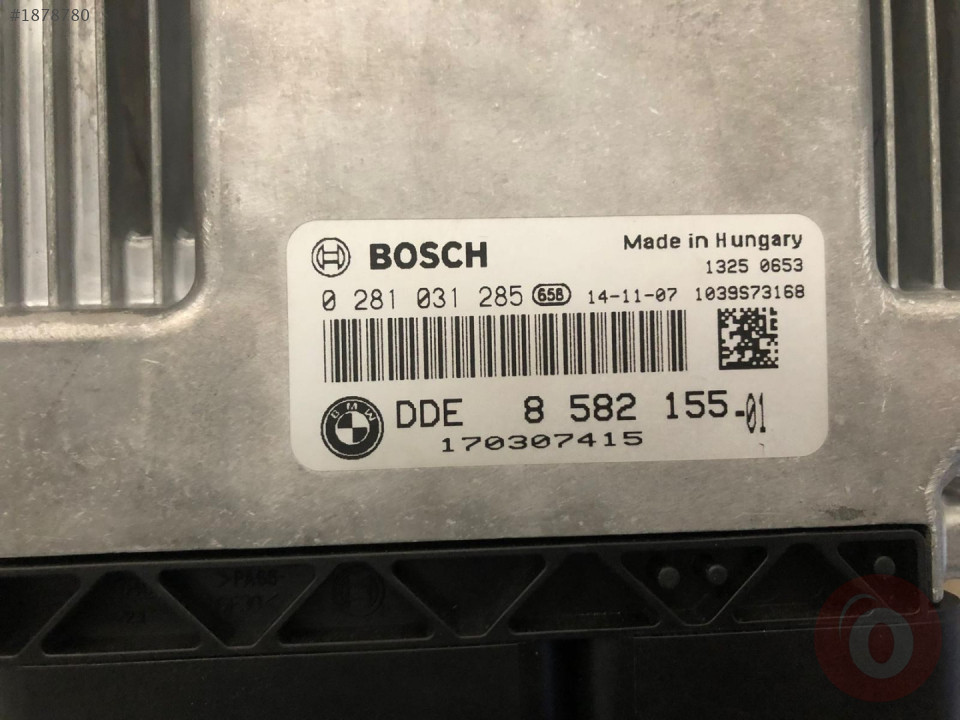 #1878780
BOSCH
Made in Hungary
1325 0653
0 281 031 285 658 14-11-07 1039S73168
BMW
DDE 8 582 155-01
170307415